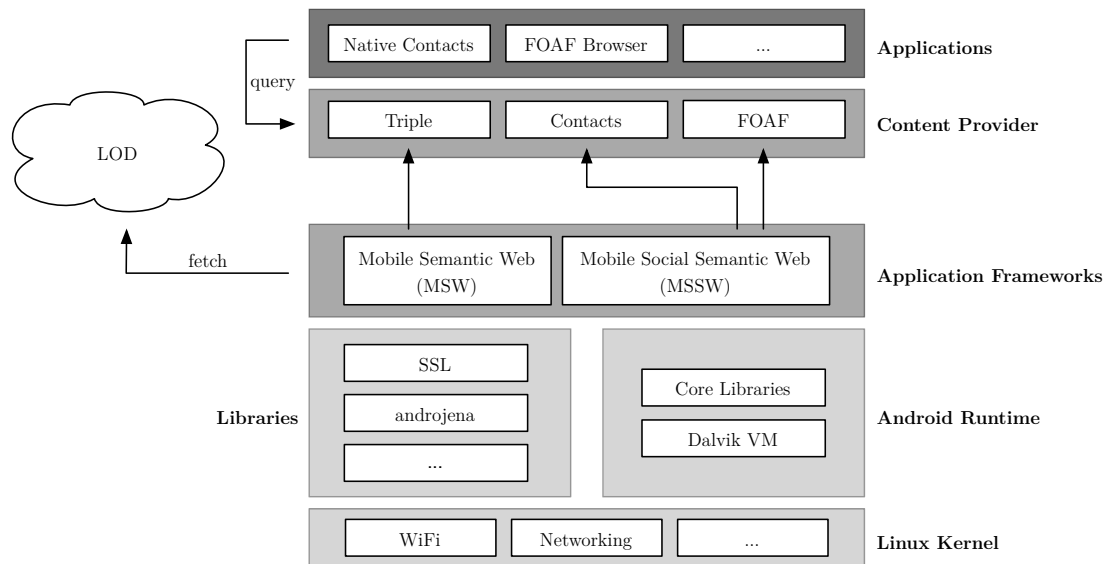 Native Contacts
FOAF Browser
...
Applications
query
Triple
Contacts
FOAF
Content Provider
LOD
fetch
Mobile Semantic Web
(MSW)
Mobile Social Semantic Web
(MSSW)
Application Frameworks
Libraries
SSL
androjena
...
Core Libraries
Dalvik VM
Android Runtime
WiFi
Networking
...
Linux Kernel